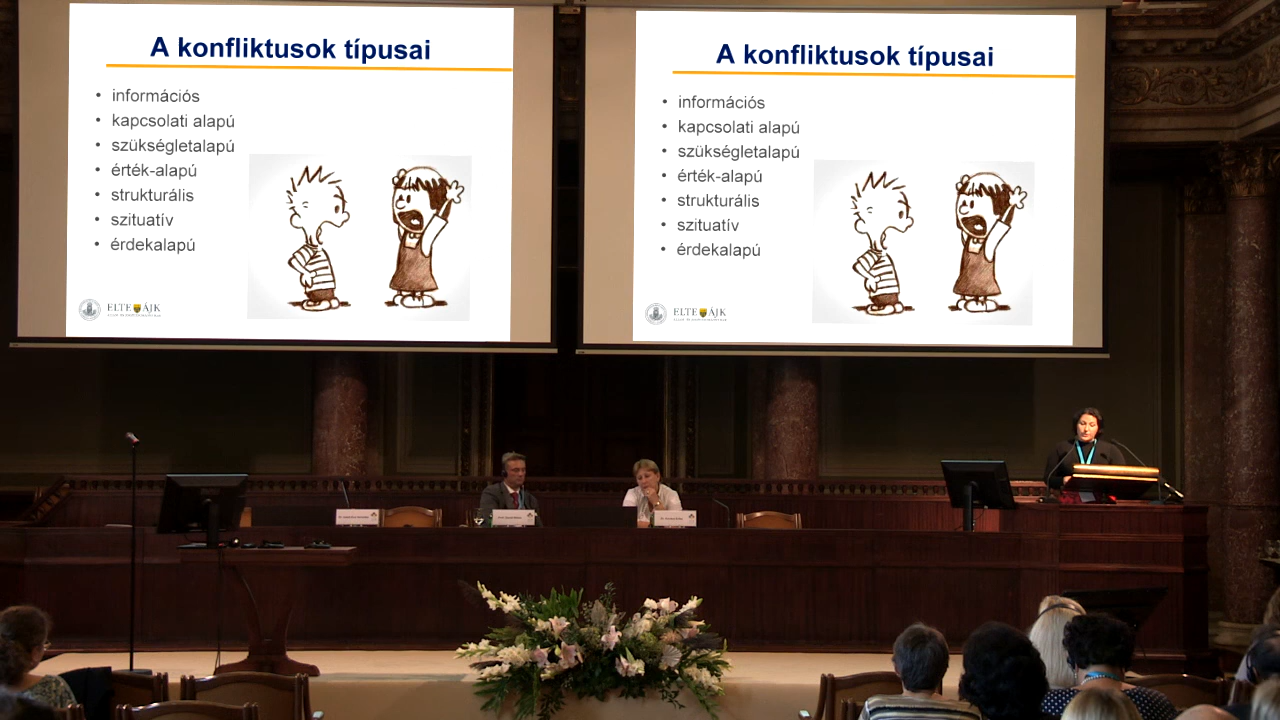 A konfliktusok típusai
• információs
• kapcsolati alapú
• szükségletalapú
• érték-alapú
• strukturális
• szituatív
• érdekalapú
ELTE ÁJK
A konfliktusok típusai
• információs
• kapcsolati alapú
• szükségletalapú
• érték-alapú
• strukturális
• szituatív
• érdekalapú
ELTE ÁJK